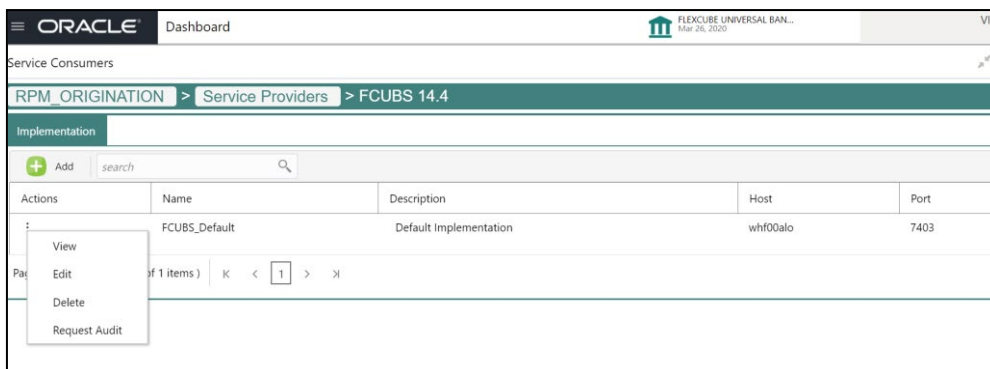 ≡ ORACLE® Dashboard FLEXCUBE UNIVERSAL BAN...
Mar 26, 2020
Service Consumers
RPM_ORIGINATION > Service Providers > FCUBS 14.4
Implementation
Add search
Actions Name Description Host Port
FCUBS_Default Default Implementation whf00alo 7403
View
Edit of 1 items ) K < 1 > >|
Delete
Request Audit